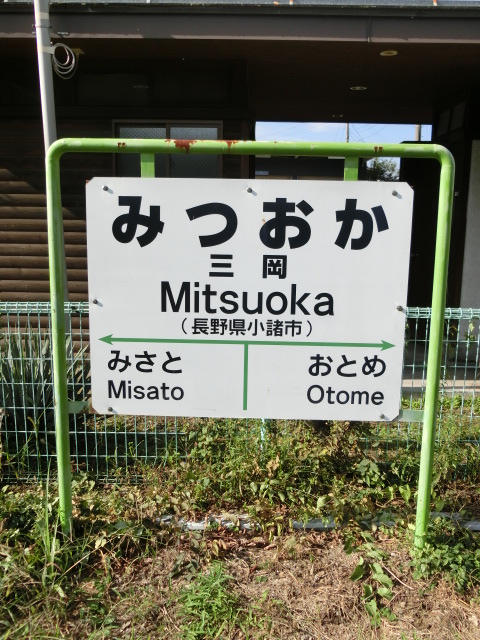 みつおか
三岡
Mitsuoka
（長野県小諸市）
みさと おとめ
Misato Otome